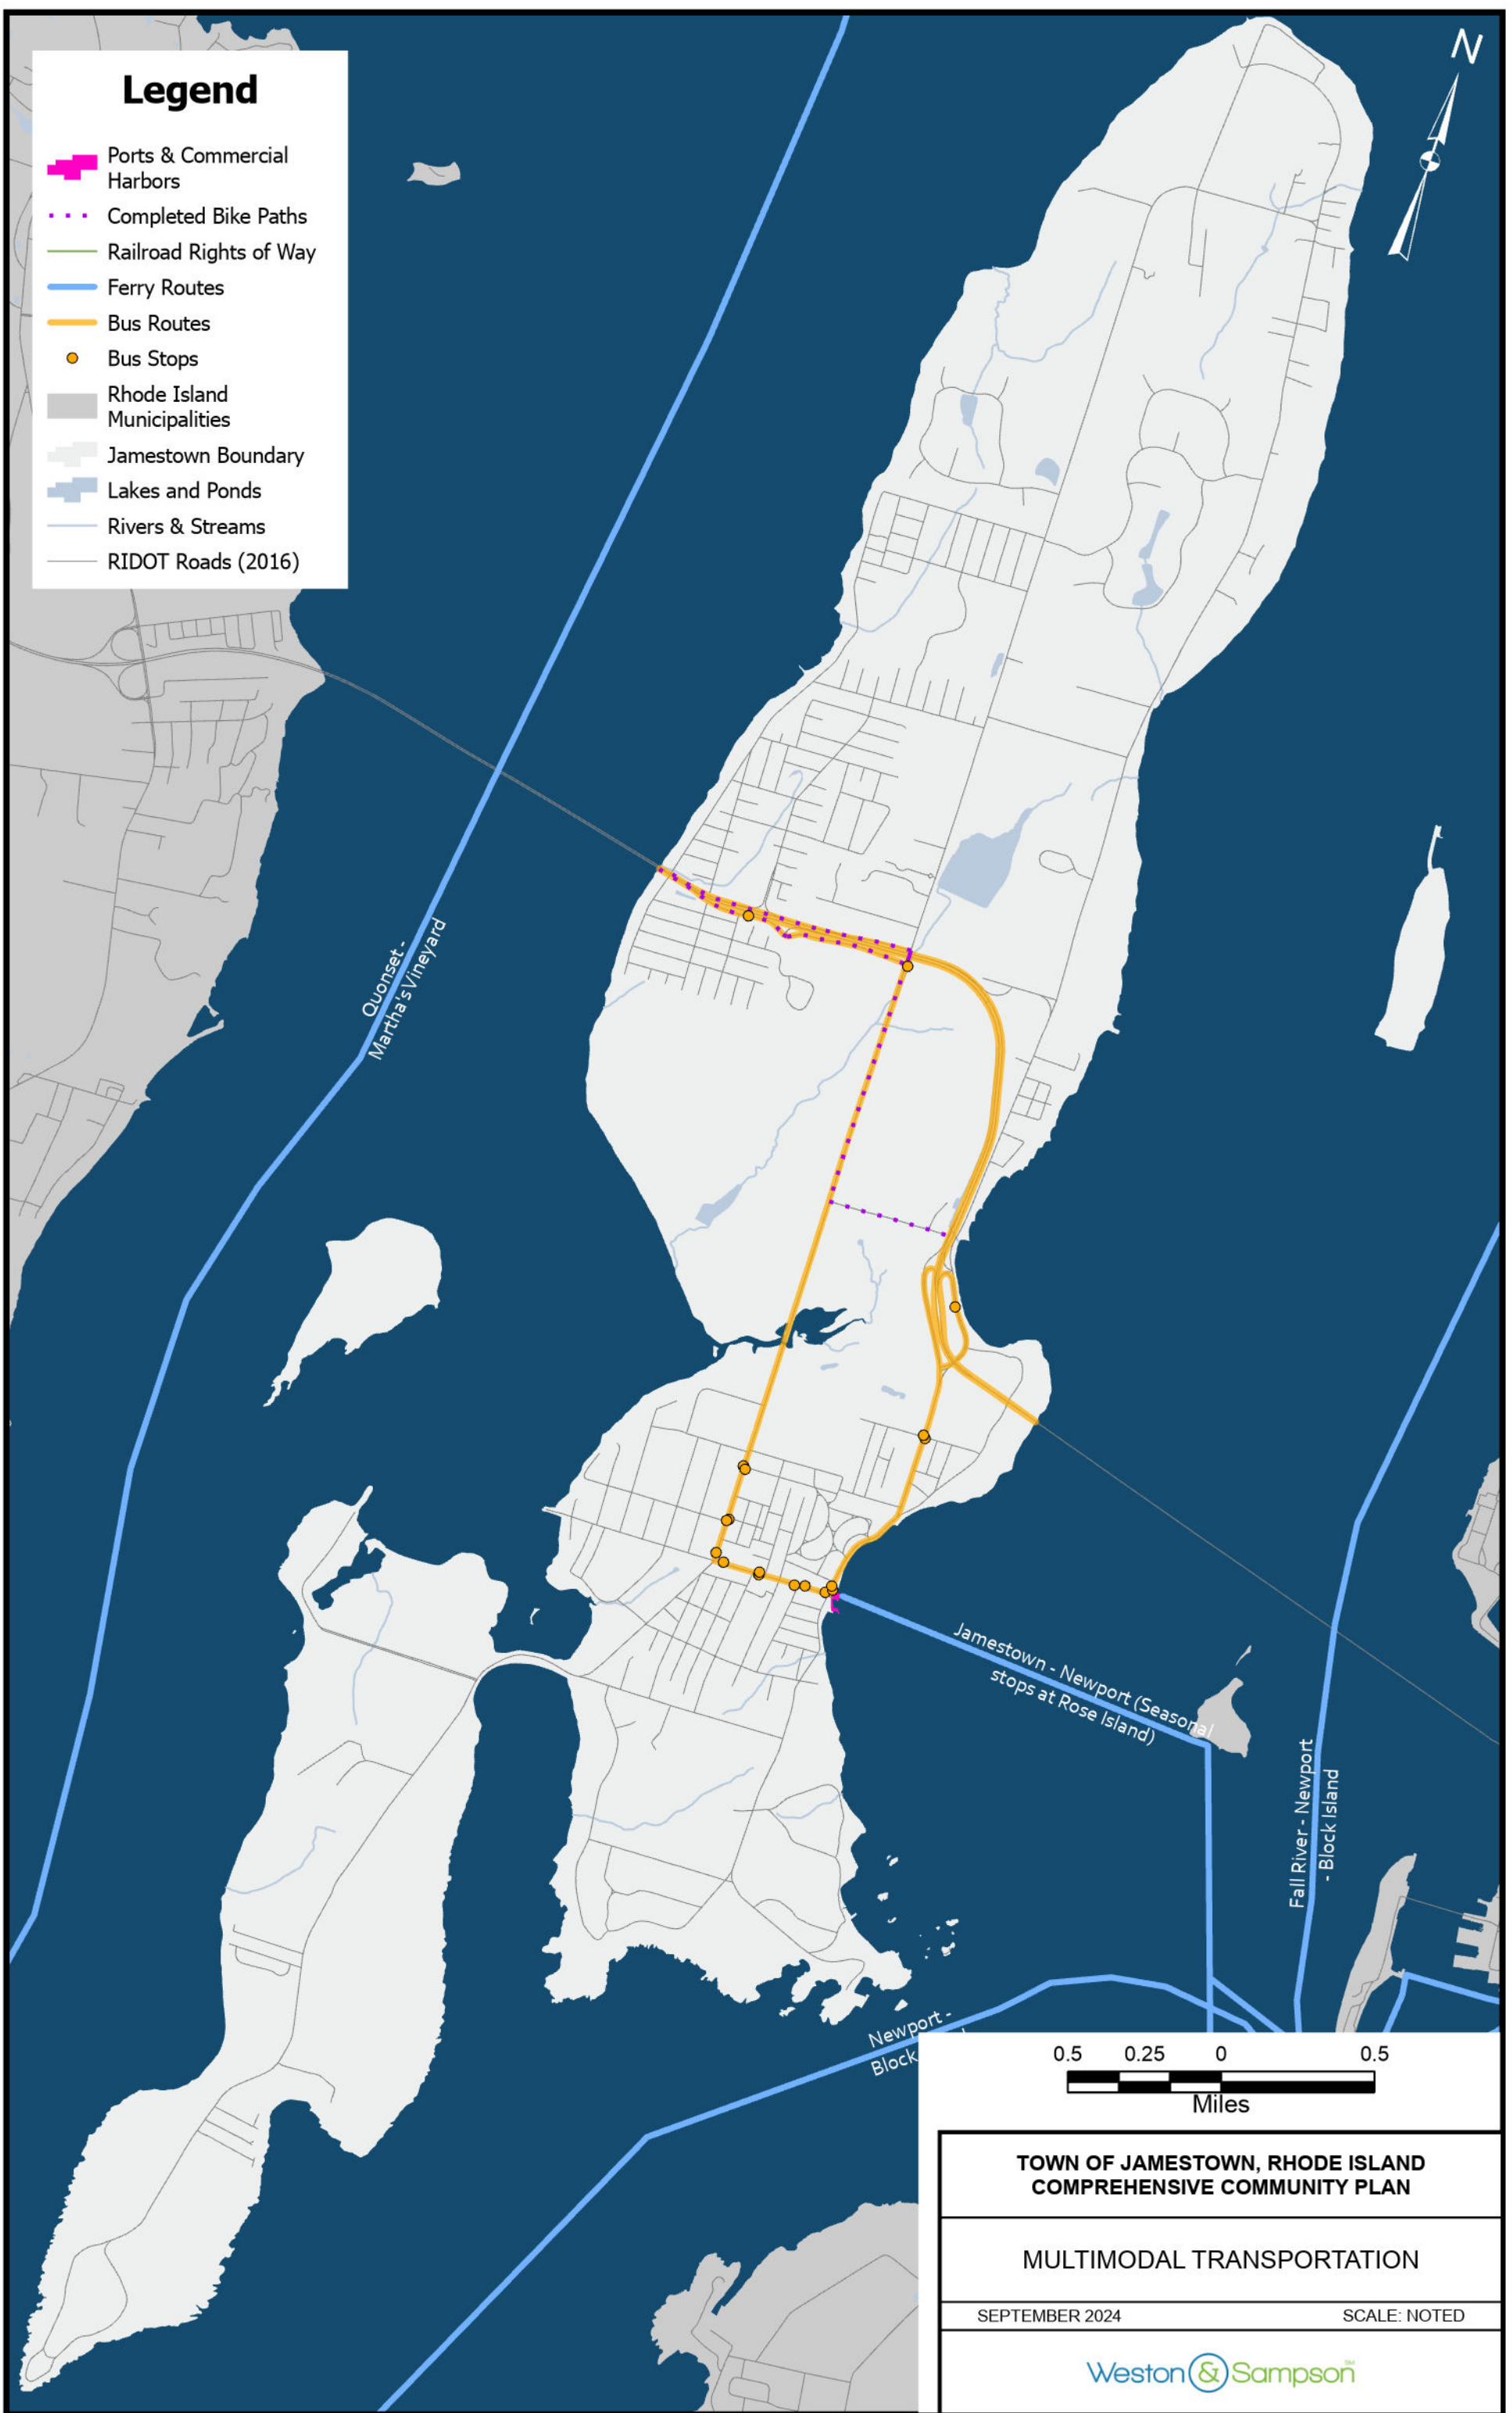 Legend
Ports & Commercial
Harbors
Completed Bike Paths
Railroad Rights of Way
Ferry Routes
Bus Routes
Bus Stops
Rhode Island
Municipalities
Jamestown Boundary
Lakes and Ponds
Rivers & Streams
RIDOT Roads (2016)
N
Quonset -
Martha's Vineyard
Jamestown - Newport (Seasonal
stops at Rose Island)
Fall River - Newport
- Block Island
Newport -
Block
0.5 0.25 0 0.5
Miles
TOWN OF JAMESTOWN, RHODE ISLAND
COMPREHENSIVE COMMUNITY PLAN
MULTIMODAL TRANSPORTATION
SEPTEMBER 2024 SCALE: NOTED
Weston & Sampson